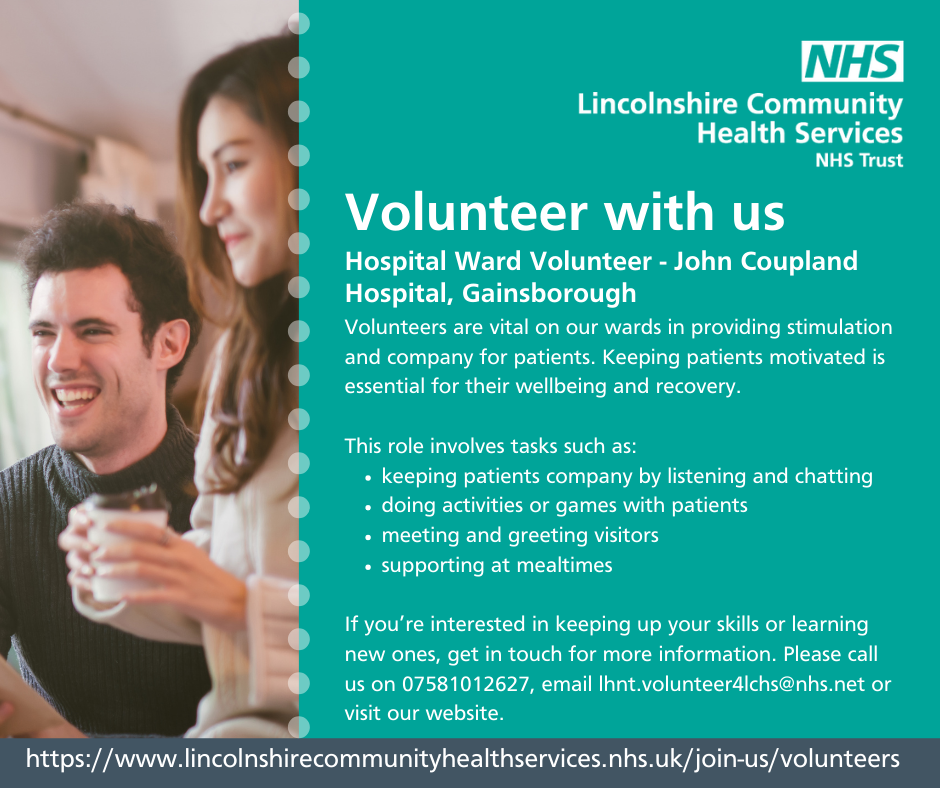 NHS
Lincolnshire Community
Health Services
NHS Trust
Volunteer with us
Hospital Ward Volunteer - John Coupland
Hospital, Gainsborough
Volunteers are vital on our wards in providing stimulation
and company for patients. Keeping patients motivated is
essential for their wellbeing and recovery.
This role involves tasks such as:
• keeping patients company by listening and chatting
• doing activities or games with patients
• meeting and greeting visitors
• supporting at mealtimes
If you’re interested in keeping up your skills or learning
new ones, get in touch for more information. Please call
us on 07581012627, email lhnt.volunteer4lchs@nhs.net or
visit our website.
https://www.lincolnshirecommunityhealthservices.nhs.uk/join-us/volunteers